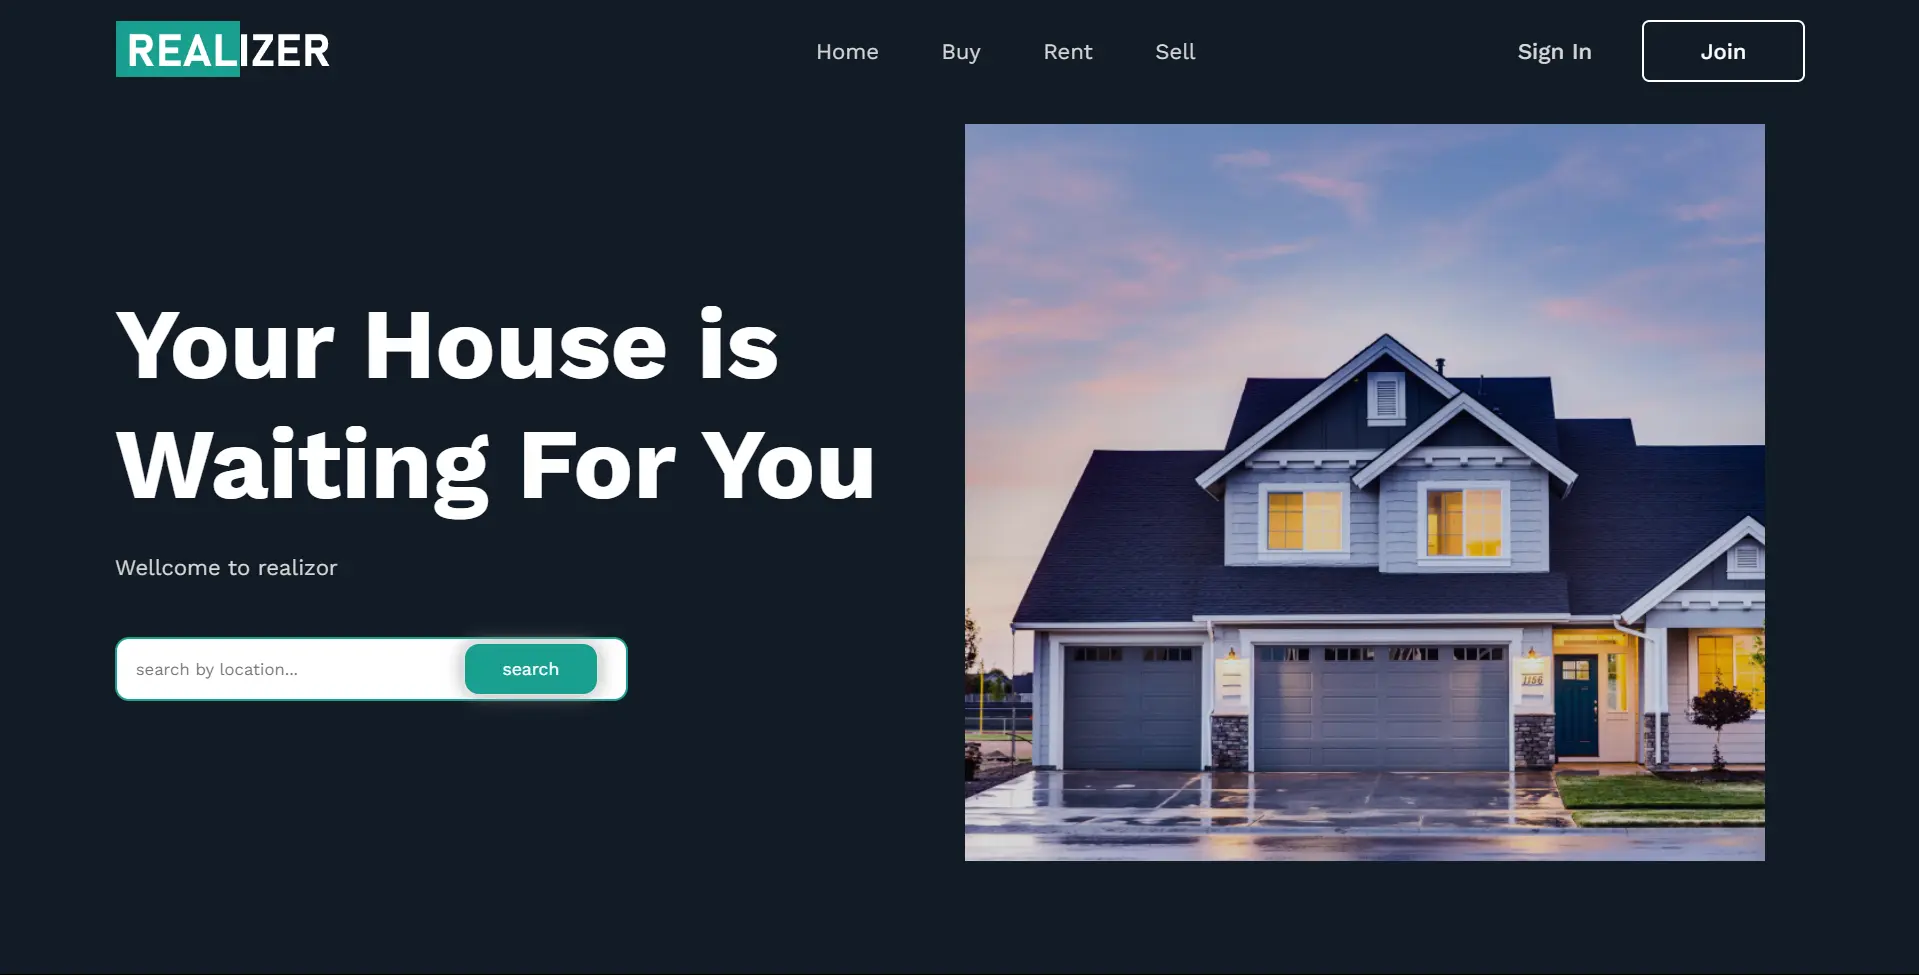 REALIZER
Home
Buy
Rent
Sell
Sign In
Join
Your House is
Waiting For You
Wellcome to realizor
search by location...
search
1156